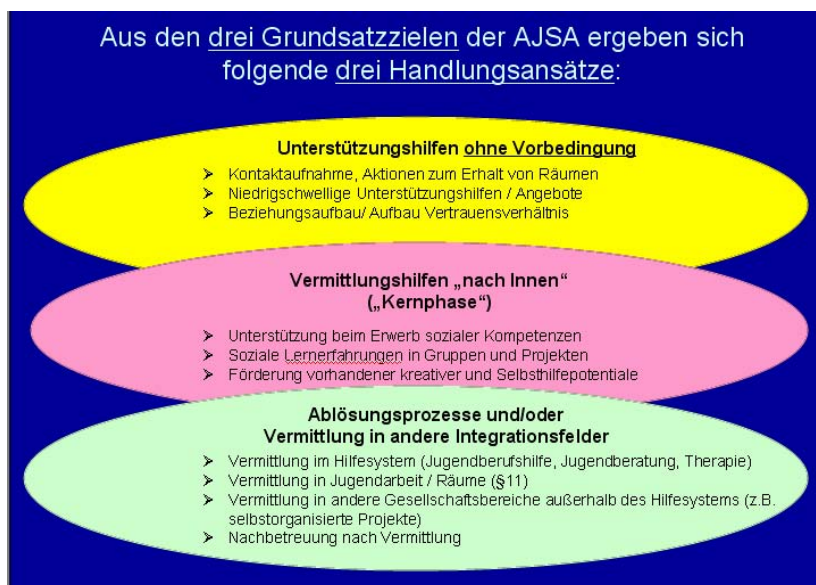 Aus den drei Grundsatzzielen der AJSA ergeben sich
folgende drei Handlungsansätze:
Unterstützungshilfen ohne Vorbedingung
➢ Kontaktaufnahme, Aktionen zum Erhalt von Räumen
➢ Niedrigschwellige Unterstützungshilfen / Angebote
➢ Beziehungsaufbau/ Aufbau Vertrauensverhältnis
Vermittlungshilfen „nach Innen“
(„Kernphase“)
➢ Unterstützung beim Erwerb sozialer Kompetenzen
➢ Soziale Lernerfahrungen in Gruppen und Projekten
➢ Förderung vorhandener kreativer und Selbsthilfepotentiale
Ablösungsprozesse und/oder
Vermittlung in andere Integrationsfelder
➢ Vermittlung im Hilfesystem (Jugendberufshilfe, Jugendberatung, Therapie)
➢ Vermittlung in Jugendarbeit / Räume (§11)
➢ Vermittlung in andere Gesellschaftsbereiche außerhalb des Hilfesystems (z.B.
selbstorganisierte Projekte)
➢ Nachbetreuung nach Vermittlung